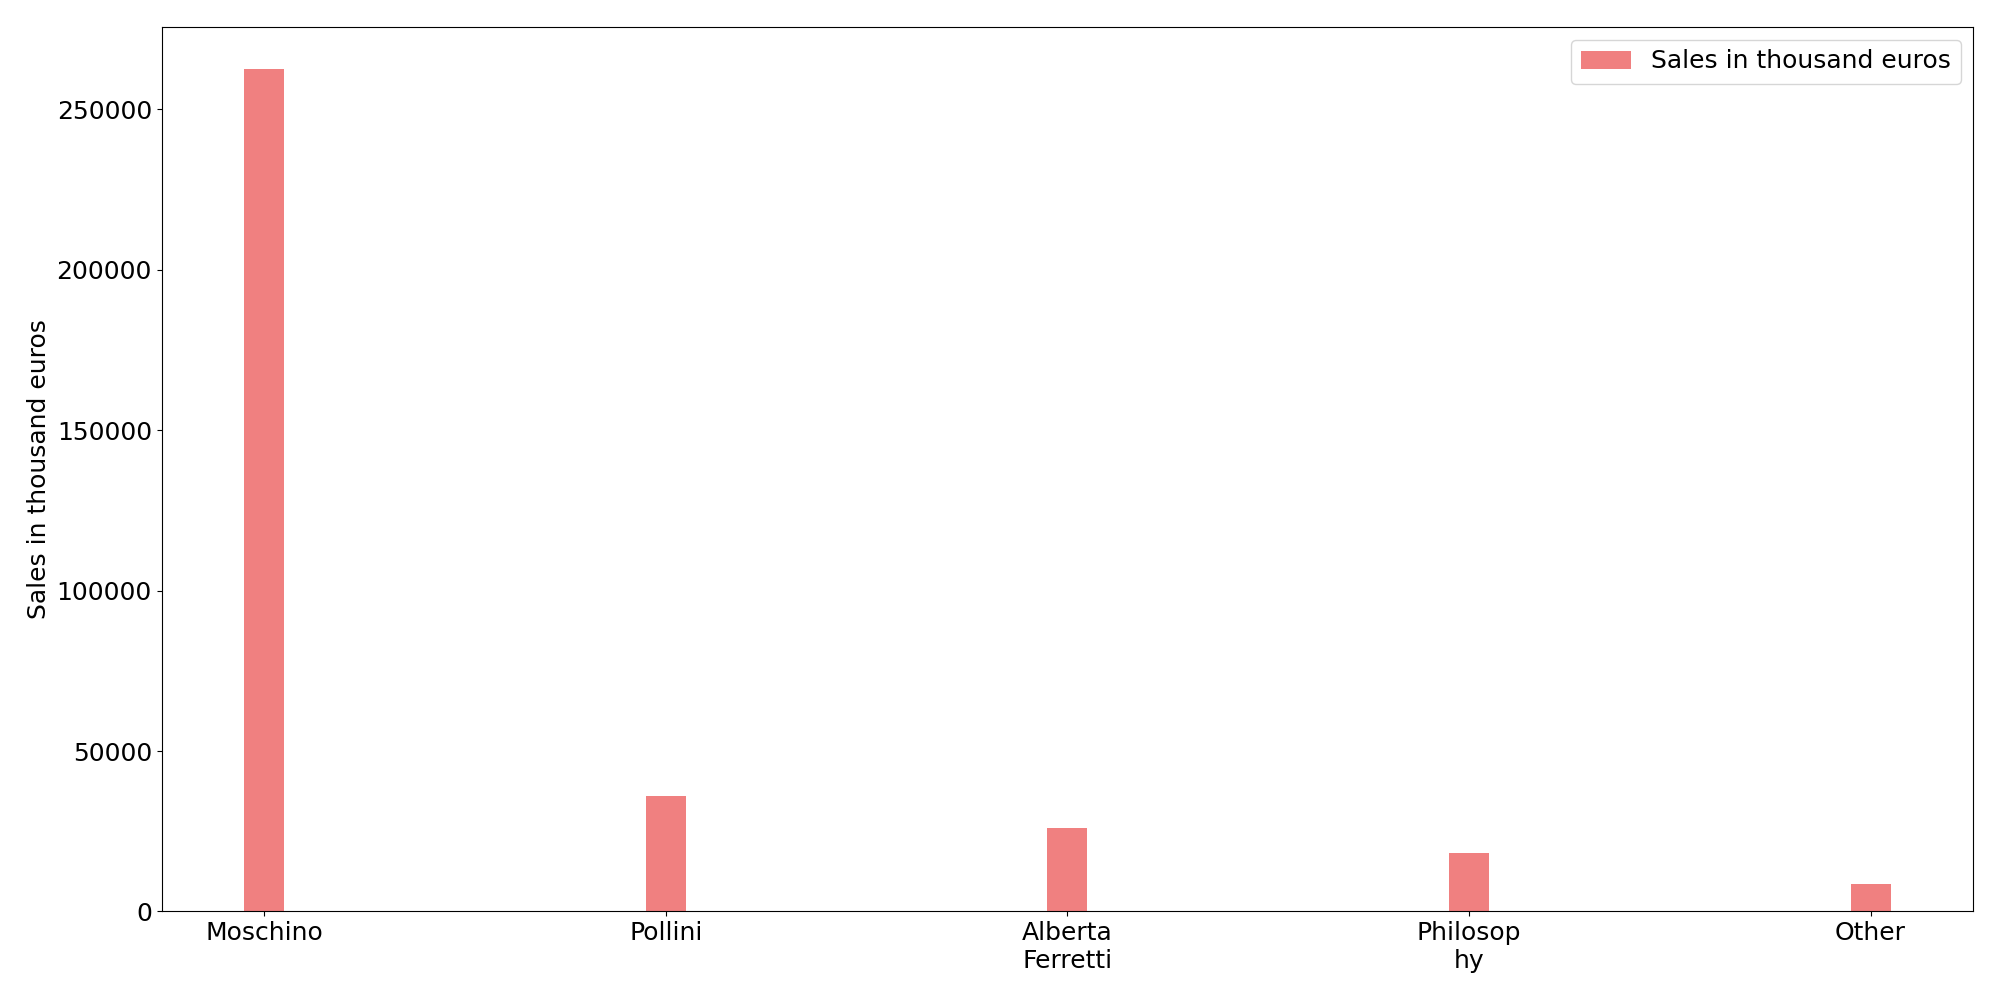 Sales in thousand euros
250000
200000
150000
100000
50000
0
Sales in thousand euros
Moschino
Pollini
Alberta
Ferretti
Philosop
hy
Other